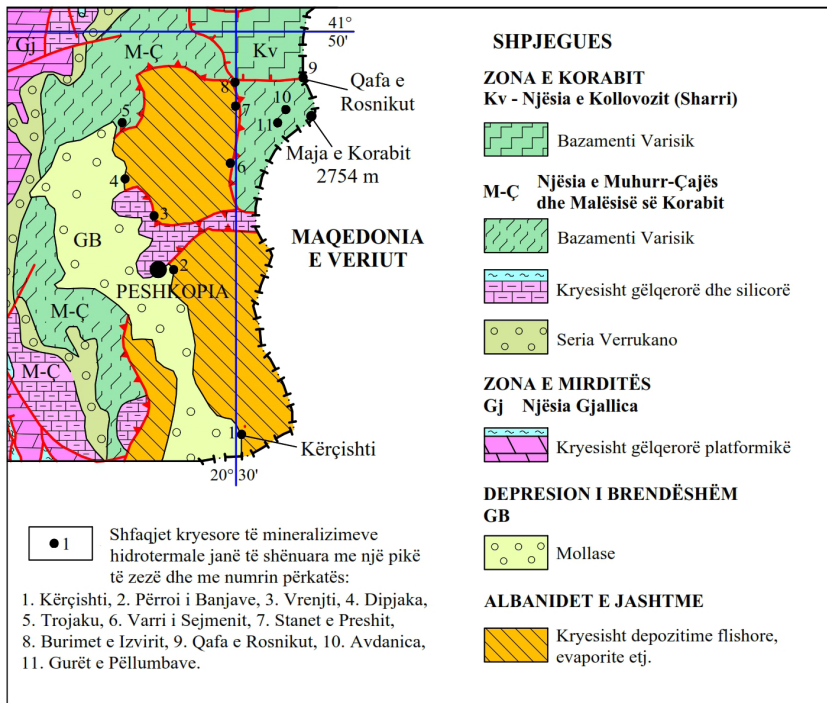 41°
50'
Gj
M-Ç
Kv
9
Qafa e
Rosnikut
8
7
10
11
5
Maja e Korabit
2754 m
6
4
3
GB
MAQEDONIA
E VERIUT
2
PESHKOPIA
M-Ç
M-Ç
1
Kërçishti
20° 30'
1
Shfaqjet kryesore të mineralizimeve
hidrotermale janë të shënuara me një pikë
të zezë dhe me numrin përkatës:
1. Kërçishti, 2. Përroi i Banjave, 3. Vrenjti, 4. Dipjaka,
5. Trojaku, 6. Varri i Sejmenit, 7. Stanet e Preshit,
8. Burimet e Izvirit, 9. Qafa e Rosnikut, 10. Avdanica,
11. Gurët e Pëllumbave.
SHPJEGUES
ZONA E KORABIT
Kv - Njësia e Kollovozit (Sharri)
Bazamenti Varisik
M-Ç Njësia e Muhurr-Çajës
dhe Malësisë së Korabit
Bazamenti Varisik
Kryesisht gëlqerorë dhe silicorë
Seria Verrukano
ZONA E MIRDITËS
Gj Njësia Gjallica
Kryesisht gëlqerorë platformikë
DEPRESION I BRENDËSHËM
GB
Mollase
ALBANIDET E JASHTME
Kryesisht depozitime flishore,
evaporite etj.